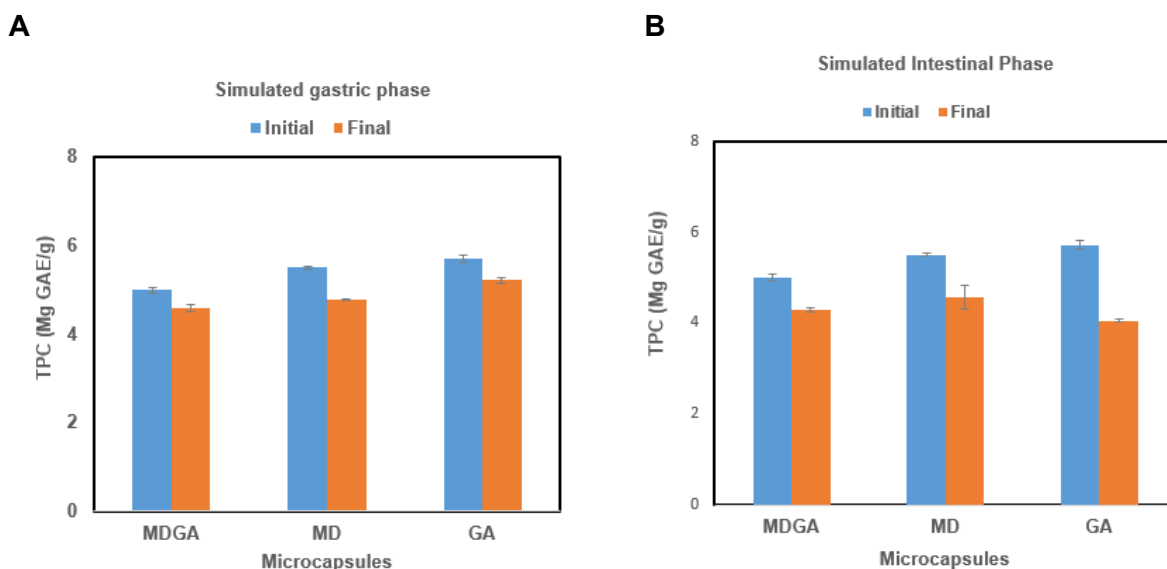 A
Simulated gastric phase
Initial Final
8
6
4
2
0
TPC (Mg GAE/g)
MDGA MD GA
Microcapsules
B
Simulated Intestinal Phase
Initial Final
8
6
4
2
0
TPC (Mg GAE/g)
MDGA MD GA
Microcapsules